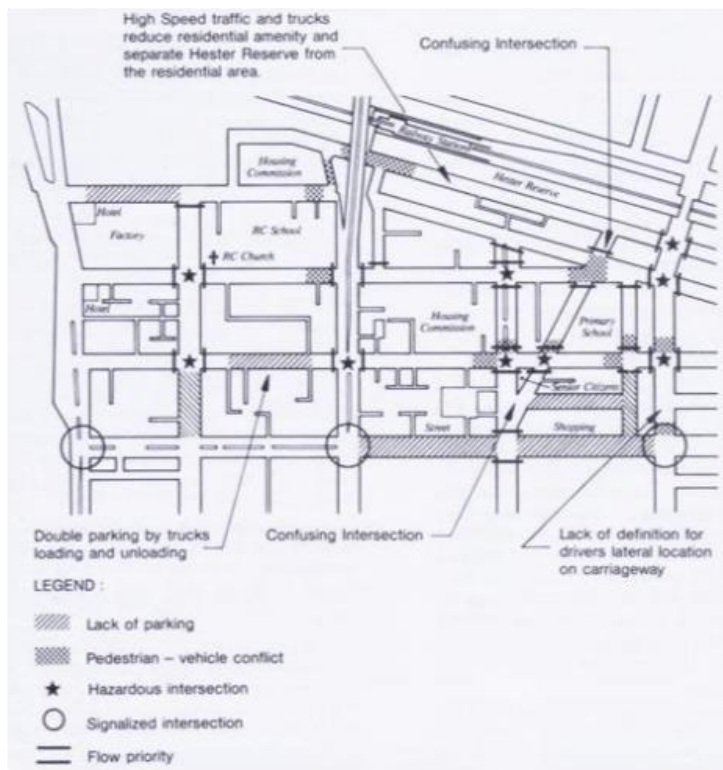 High Speed traffic and trucks
reduce residential amenity and
separate Hester Reserve from
the residential area.
Confusing Intersection
Railway Station
Housing
Commission
Hester Reserve
Hotel
Factory
RC School
RC Church
Hotel
Housing
Commission
Primary
School
Senior Citizens
Street
Shopping
Double parking by trucks
loading and unloading
Confusing Intersection
Lack of definition for
drivers lateral location
on carriageway
LEGEND :
Lack of parking
Pedestrian – vehicle conflict
Hazardous intersection
Signalized intersection
Flow priority